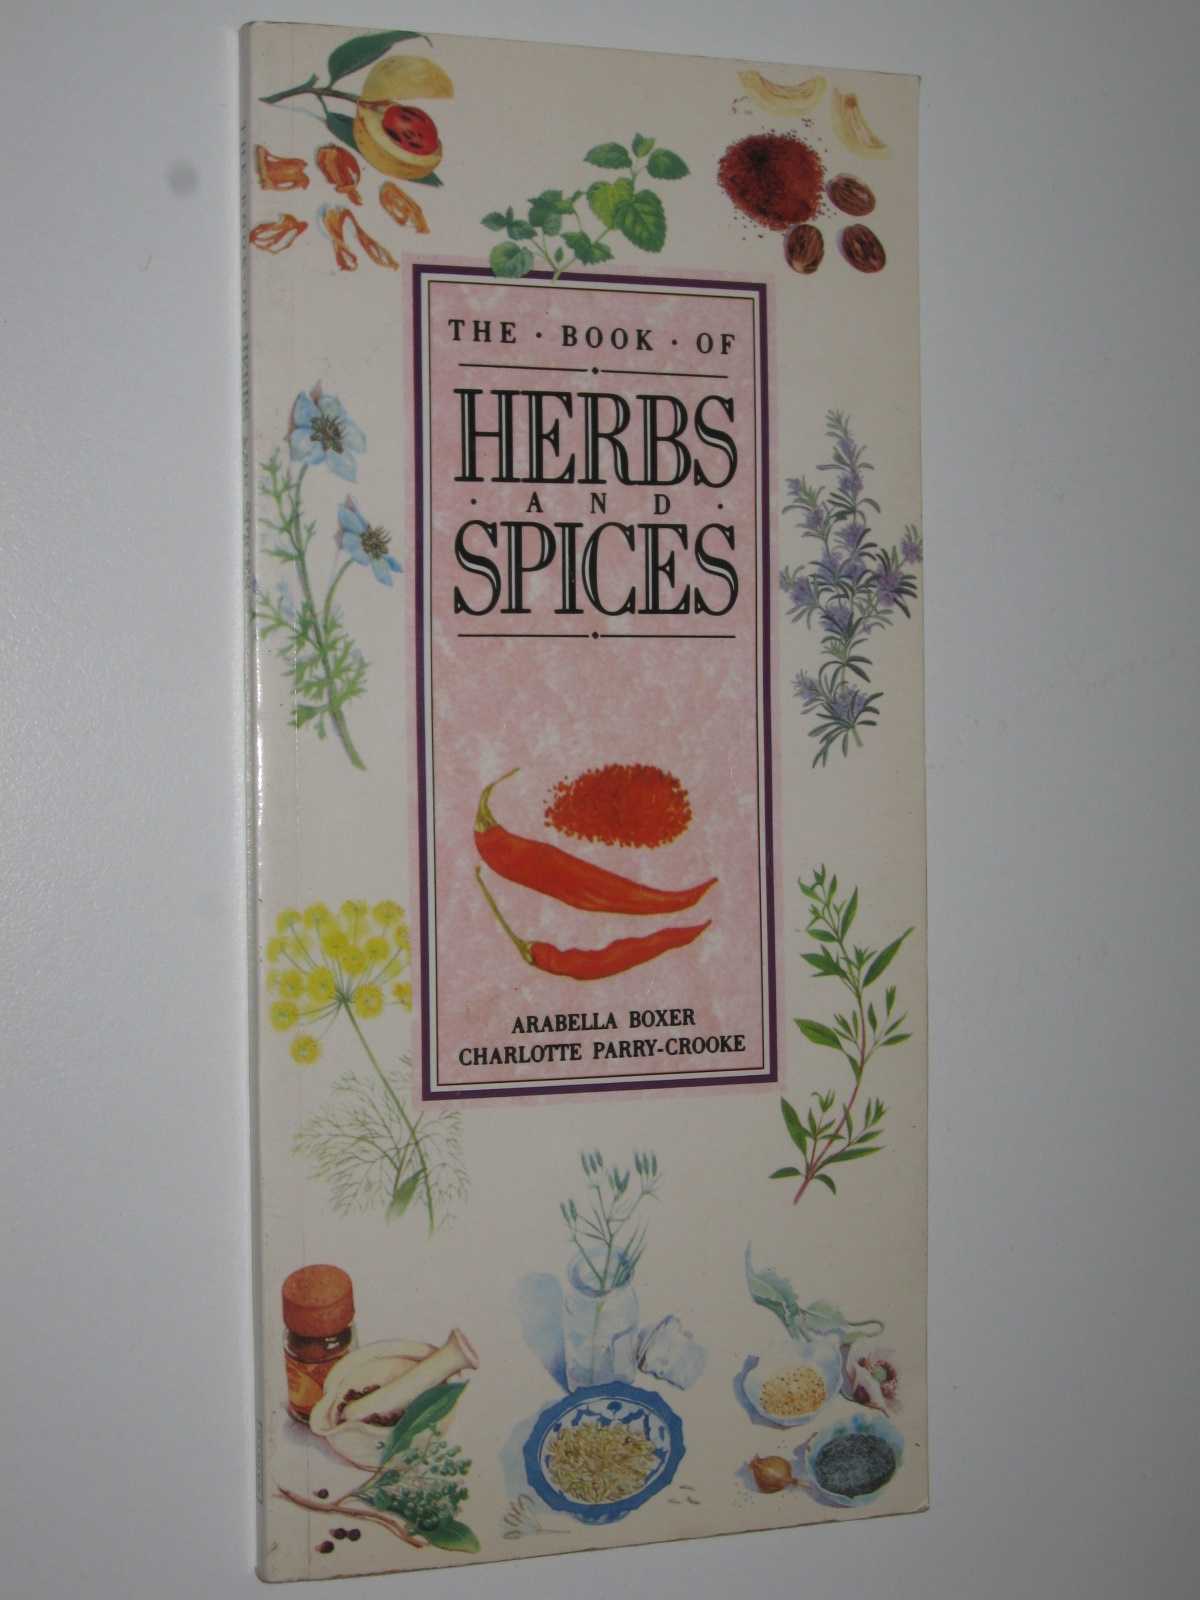 THE · BOOK · OF
HERBS
· AND ·
SPICES
ARABELLA BOXER
CHARLOTTE PARRY-CROOKE